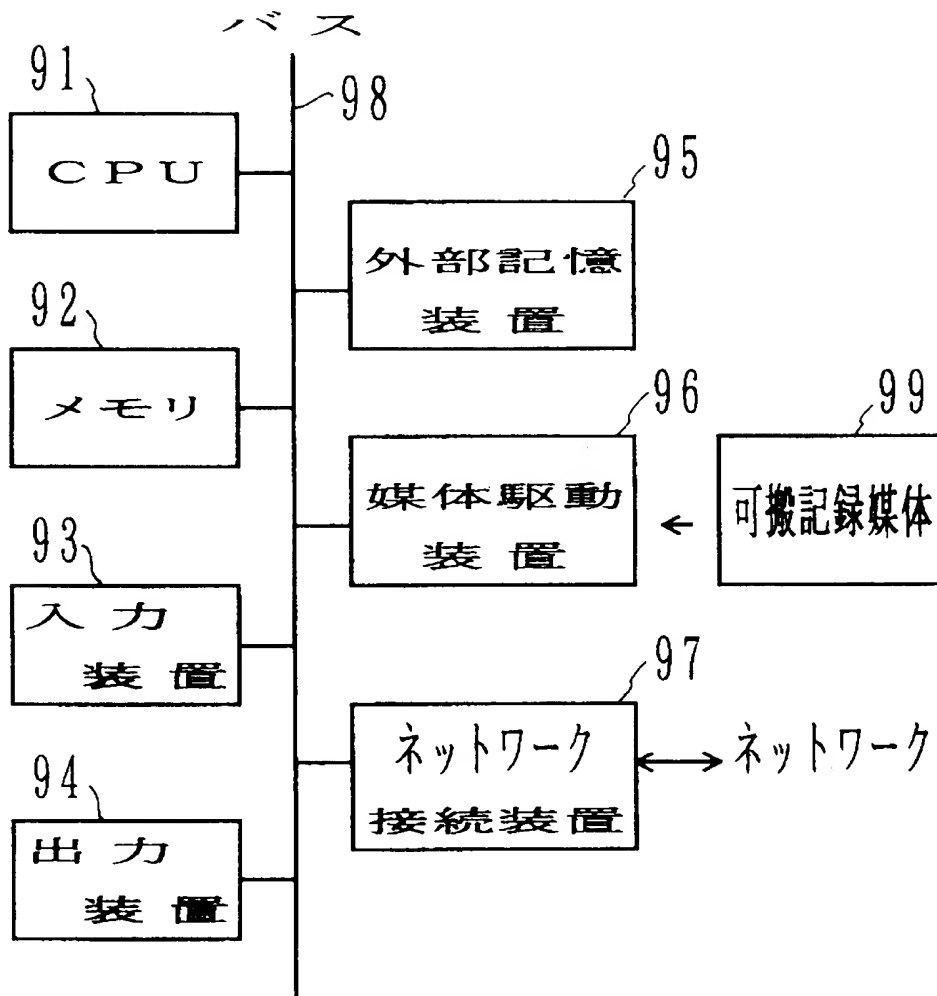 バス
91
98
CPU
95
外部記憶
装置
92
メモリ
96
99
媒体駆動
装置
可搬記録媒体
93
入力
装置
97
ネットワーク
接続装置
ネットワーク
94
出力
装置